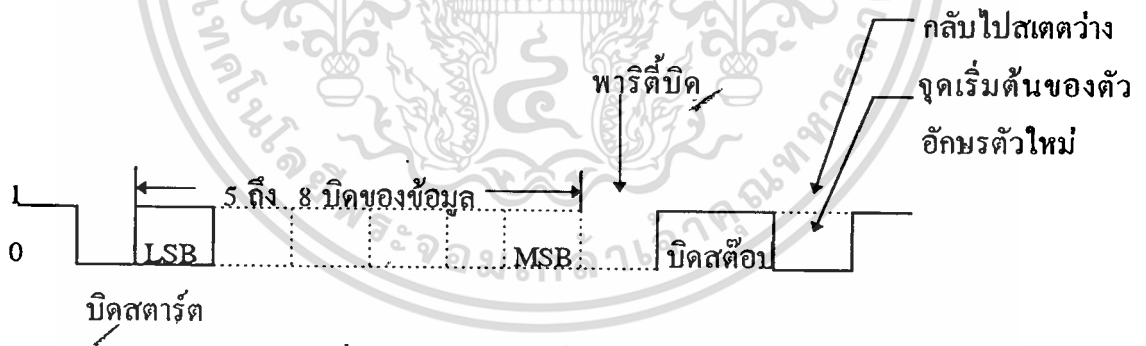 กลับไปสเตตว่าง
พาริตี้บิต
จุดเริ่มต้นของตัว
อักษรตัวใหม่
1
5 ถึง 8 บิตของข้อมูล
0
LSB
MSB
บิตสต๊อบ
บิตสตาร์ต